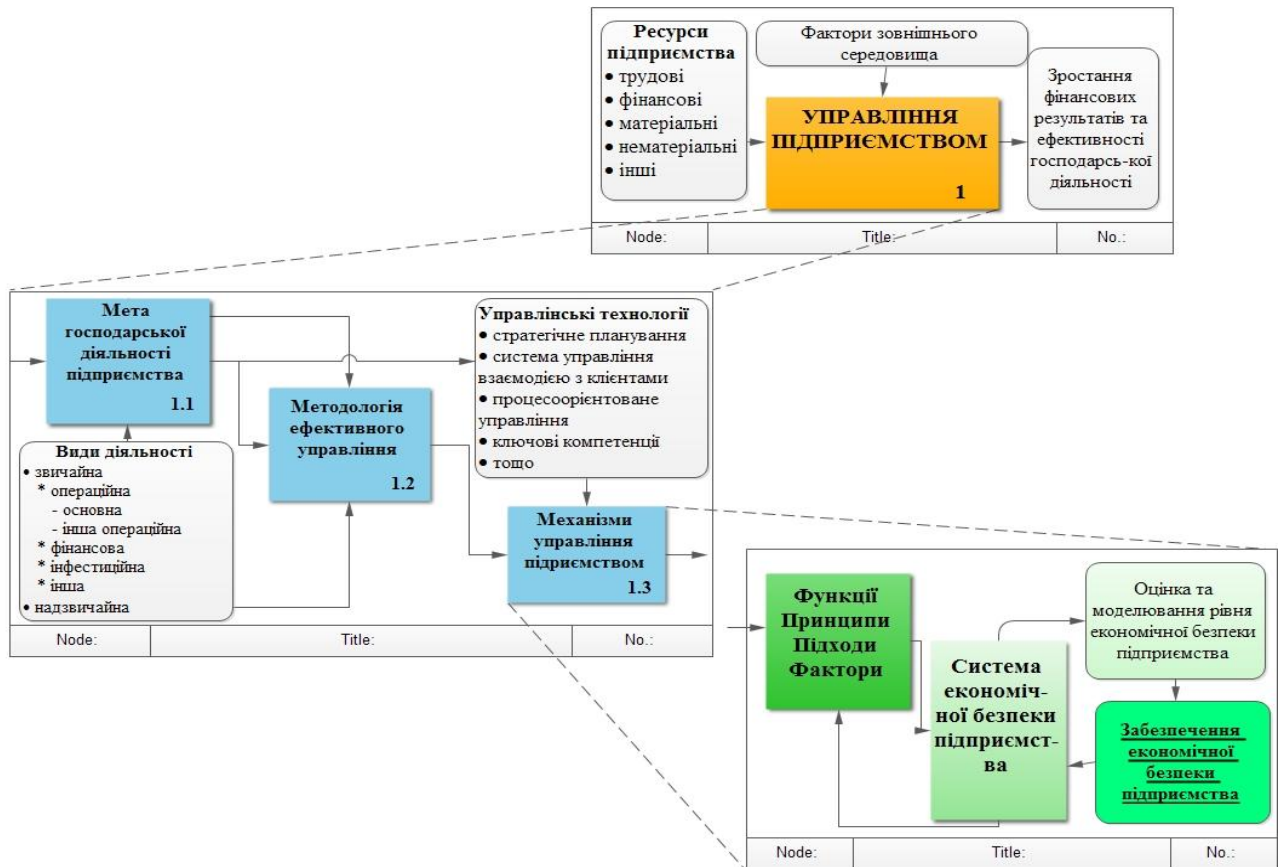 Ресурси
підприємства
• трудові
• фінансові
• матеріальні
• нематеріальні
• інші
Фактори зовнішнього
середовища
УПРАВЛІННЯ
ПІДПРИЄМСТВОМ
1
Зростання
фінансових
результатів та
ефективності
господарсь-кої
діяльності
Node:
Title:
No.:
Мета
господарської
діяльності
підприємства
1.1
Види діяльності
• звичайна
* операційна
- основна
- інша операційна
* фінансова
* інфестиційна
* інша
• надзвичайна
Методологія
ефективного
управління
1.2
Управлінські технології
• стратегічне планування
• система управління
взаємодією з клієнтами
• процесоорієнтоване
управління
• ключові компетенції
• тощо
Механізми
управління
підриємством
1.3
Node:
Title:
No.:
Функції
Принципи
Підходи
Фактори
Система
економіч-
ної безпеки
підприємст-
ва
Оцінка та
моделювання рівня
економічної безпеки
підприємства
Забезпечення
економічної
безпеки
підприємства
Node:
Title:
No.: